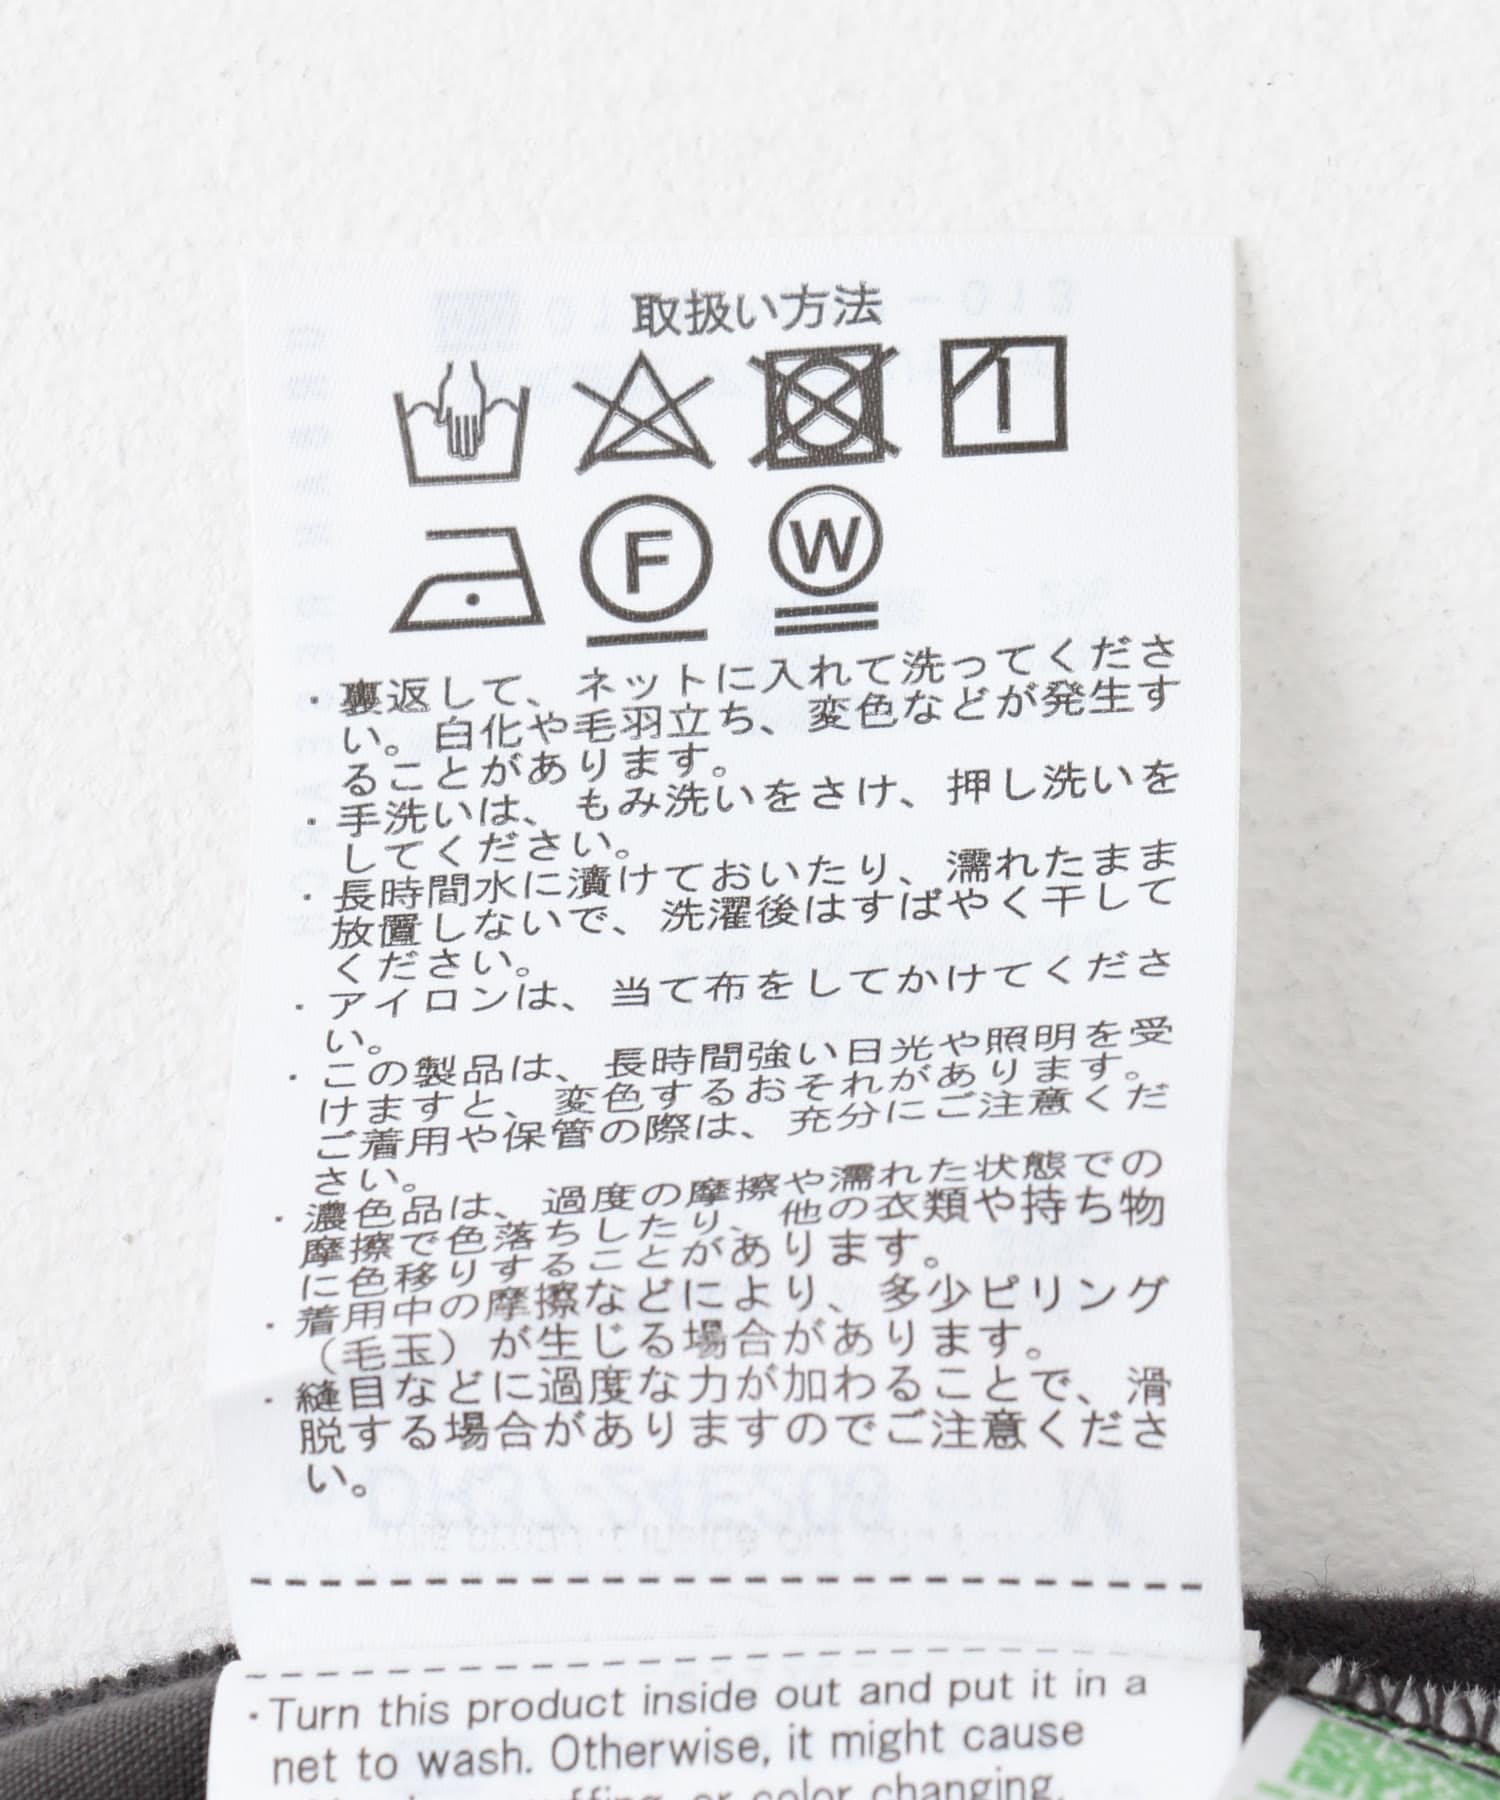 取扱い方法
F W
・裏返して、ネットに入れて洗ってくださ
い。白化や毛羽立ち、変色などが発生す
ることがあります。
・手洗いは、もみ洗いをさけ、押し洗いを
してください。
・長時間水に漬けておいたり、濡れたまま
放置しないで、洗濯後はすばやく干して
ください。
・アイロンは、当て布をしてかけてくださ
い。
・この製品は、長時間強い日光や照明を受
けますと、変色するおそれがあります。
ご着用や保管の際は、充分にご注意くだ
さい。
・濃色品は、過度の摩擦や濡れた状態での
摩擦で色落ちしたり、他の衣類や持ち物
に色移りすることがあります。
・着用中の摩擦などにより、多少ピリング
（毛玉）が生じる場合があります。
・縫目などに過度な力が加わることで、滑
脱する場合がありますのでご注意くださ
い。
・Turn this product inside out and put it in a
net to wash. Otherwise, it might cause
or color changing.